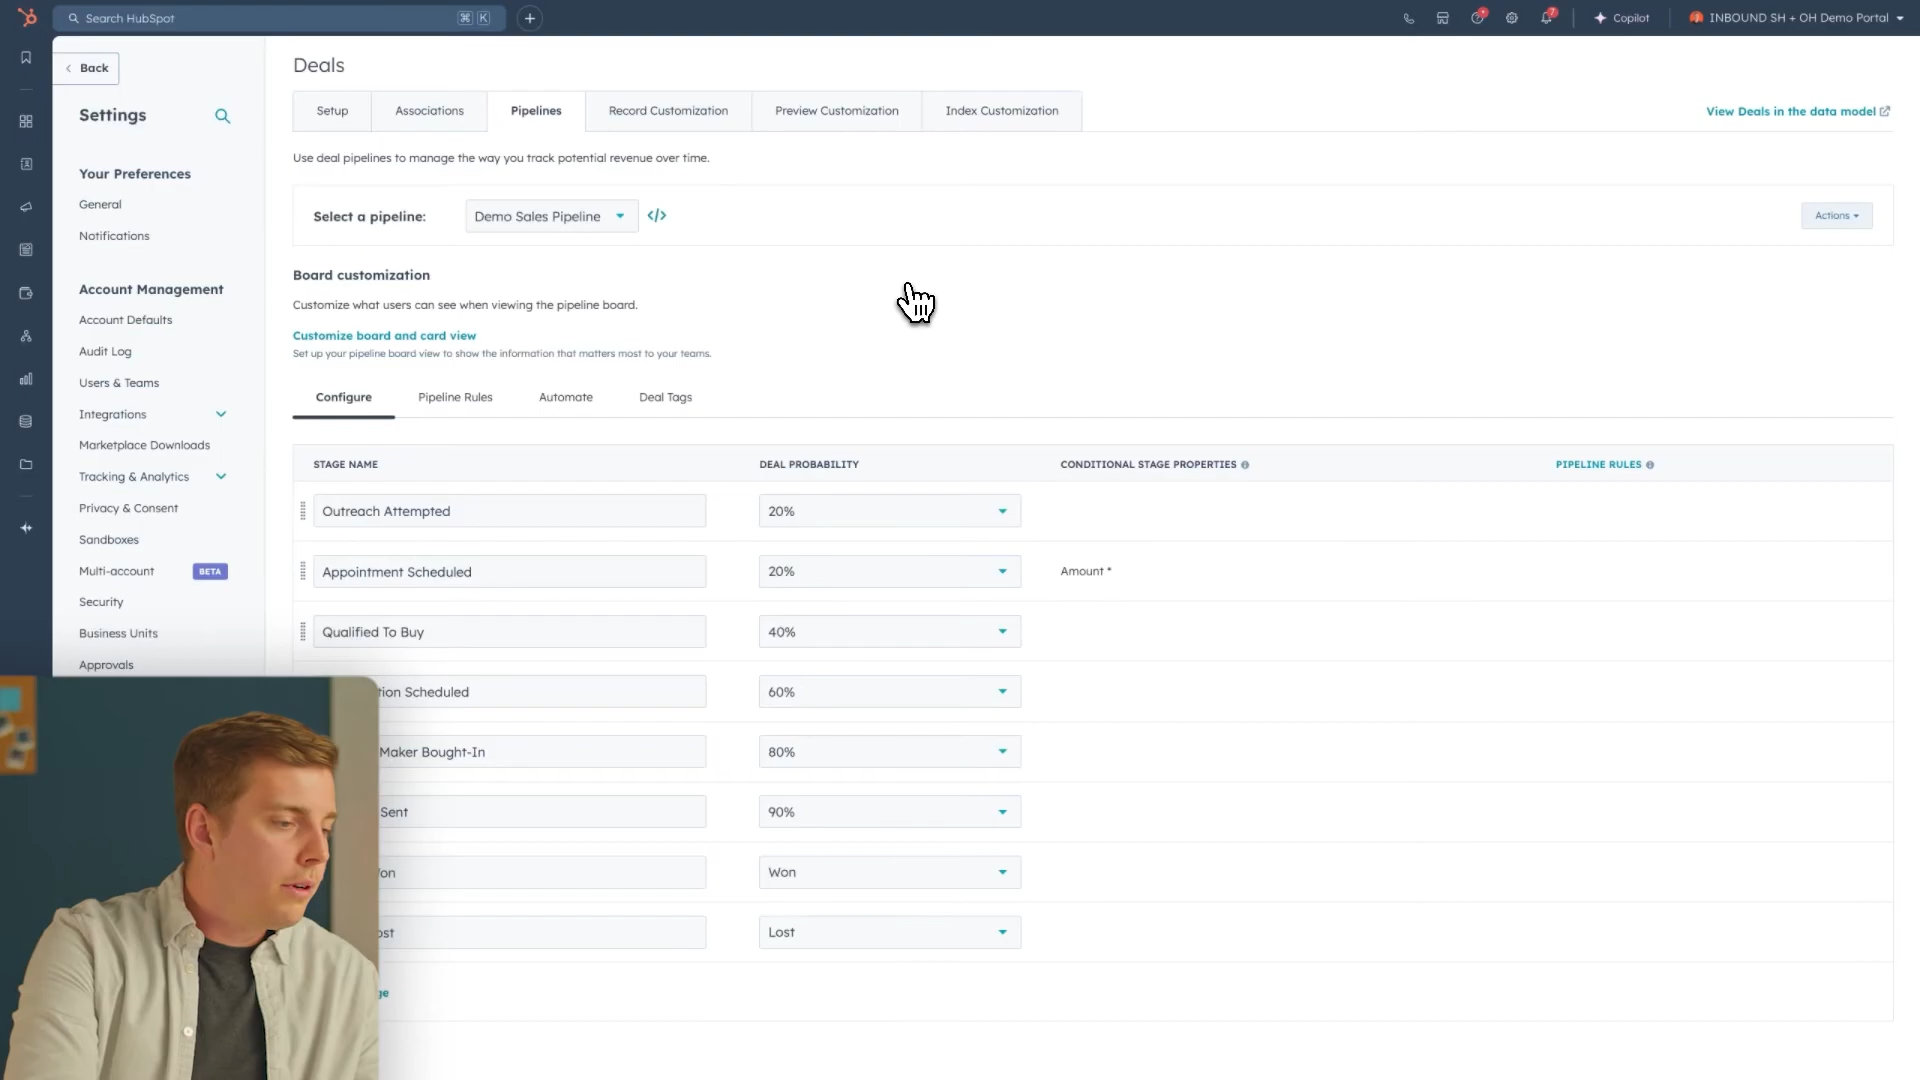 Search HubSpot
⌘ K
Copilot
INBOUND SH + OH Demo Portal
Back
Settings
Your Preferences
General
Notifications
Account Management
Account Defaults
Audit Log
Users & Teams
Integrations
Marketplace Downloads
Tracking & Analytics
Privacy & Consent
Sandboxes
Multi-account BETA
Security
Business Units
Approvals
Deals
Setup
Associations
Pipelines
Record Customization
Preview Customization
Index Customization
View Deals in the data model
Use deal pipelines to manage the way you track potential revenue over time.
Select a pipeline:
Demo Sales Pipeline
</>
Actions
Board customization
Customize what users can see when viewing the pipeline board.
Customize board and card view
Set up your pipeline board view to show the information that matters most to your teams.
Configure
Pipeline Rules
Automate
Deal Tags
STAGE NAME
DEAL PROBABILITY
CONDITIONAL STAGE PROPERTIES
PIPELINE RULES
Outreach Attempted
20%
Appointment Scheduled
20%
Amount *
Qualified To Buy
40%
tion Scheduled
60%
Maker Bought-In
80%
Sent
90%
on
Won
ost
Lost
ge